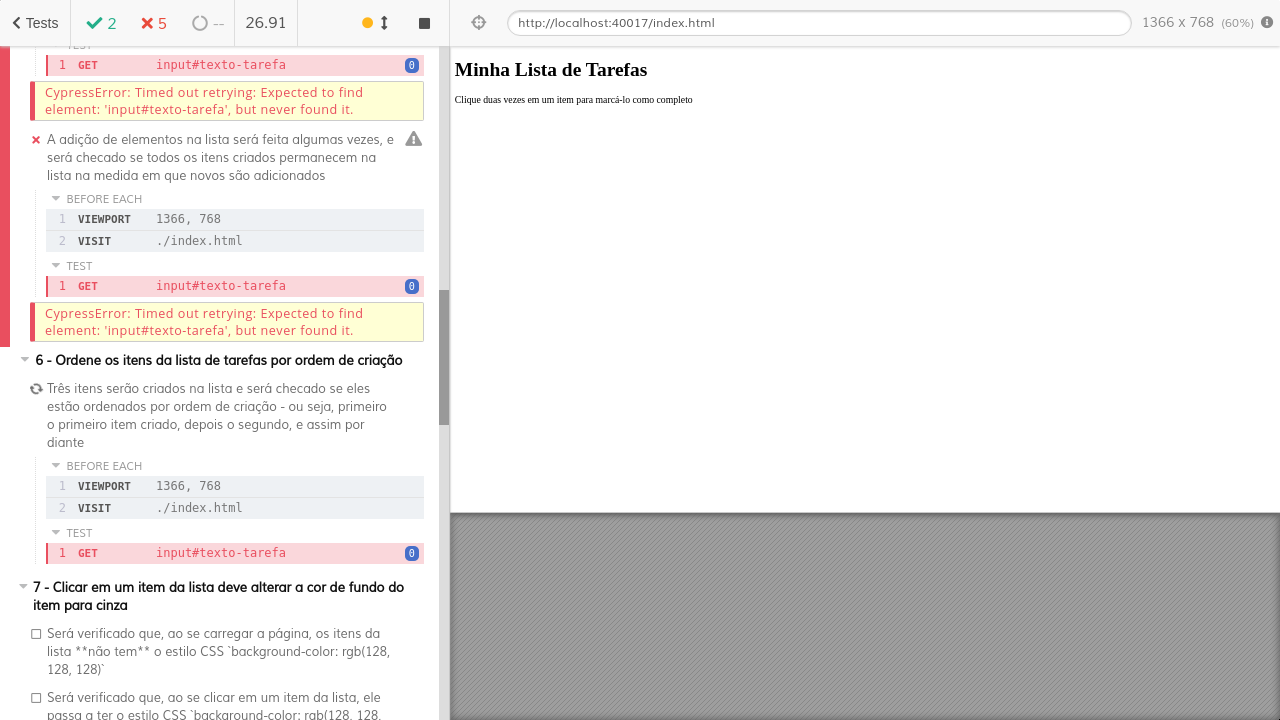 Tests
2
5
--
26.91
http://localhost:40017/index.html
1366 x 768 (60%)
TEST
1 GET input#texto-tarefa 0
CypressError: Timed out retrying: Expected to find
element: 'input#texto-tarefa', but never found it.
A adição de elementos na lista será feita algumas vezes, e
será checado se todos os itens criados permanecem na
lista na medida em que novos são adicionados
BEFORE EACH
1 VIEWPORT 1366, 768
2 VISIT ./index.html
TEST
1 GET input#texto-tarefa 0
CypressError: Timed out retrying: Expected to find
element: 'input#texto-tarefa', but never found it.
6 - Ordene os itens da lista de tarefas por ordem de criação
Três itens serão criados na lista e será checado se eles
estão ordenados por ordem de criação - ou seja, primeiro
o primeiro item criado, depois o segundo, e assim por
diante
BEFORE EACH
1 VIEWPORT 1366, 768
2 VISIT ./index.html
TEST
1 GET input#texto-tarefa 0
7 - Clicar em um item da lista deve alterar a cor de fundo do
item para cinza
Será verificado que, ao se carregar a página, os itens da
lista **não tem** o estilo CSS `background-color: rgb(128,
128, 128)`
Será verificado que, ao se clicar em um item da lista, ele
passa a ter o estilo CSS `background-color: rgb(128, 128,
Minha Lista de Tarefas
Clique duas vezes em um item para marcá-lo como completo